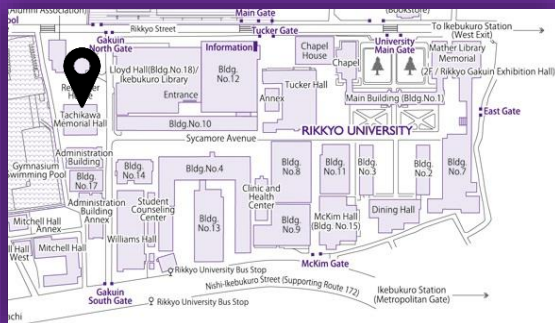 Alumni Association
Main Gate
(Bookstore)
ool
Rikkyo Street
Tucker Gate
To Ikebukuro Station
(West Exit)
Gakuin
North Gate
Information
Chapel
House
University
Main Gate
Mather Library
Memorial
Lloyd Hall(Bldg.No.18)/
Ikebukuro Library
Bldg.
No.12
Chapel
(2F / Rikkyo Gakuin Exhibition Hall)
Tucker Hall
Entrance
Annex
Main Building (Bldg.No.1)
East Gate
Tachikawa
Memorial Hall
Bldg.No.10
RIKKYO UNIVERSITY
Sycamore Avenue
Administration
Building
Gymnasium
Swimming Pool
Bldg.
No.17
Bldg.
No.14
Bldg.No.4
Bldg.
No.8
Bldg.
No.11
Bldg.
No.3
Bldg.
No.2
Bldg.
No.7
Administration
Building
Annex
Student
Counseling
Center
Clinic and
Health
Center
Mitchell Hall
Annex
Bldg.
No.13
Bldg.
No.9
McKim Hall
(Bldg. No.15)
Dining Hall
Williams Hall
ll Hall
West
Mitchell Hall
McKim Gate
Rikkyo University Bus Stop
Gakuin
South Gate
Nishi-Ikebukuro Street (Supporting Route 172)
Ikebukuro Station
(Metropolitan Gate)
Rikkyo University Bus Stop
achi